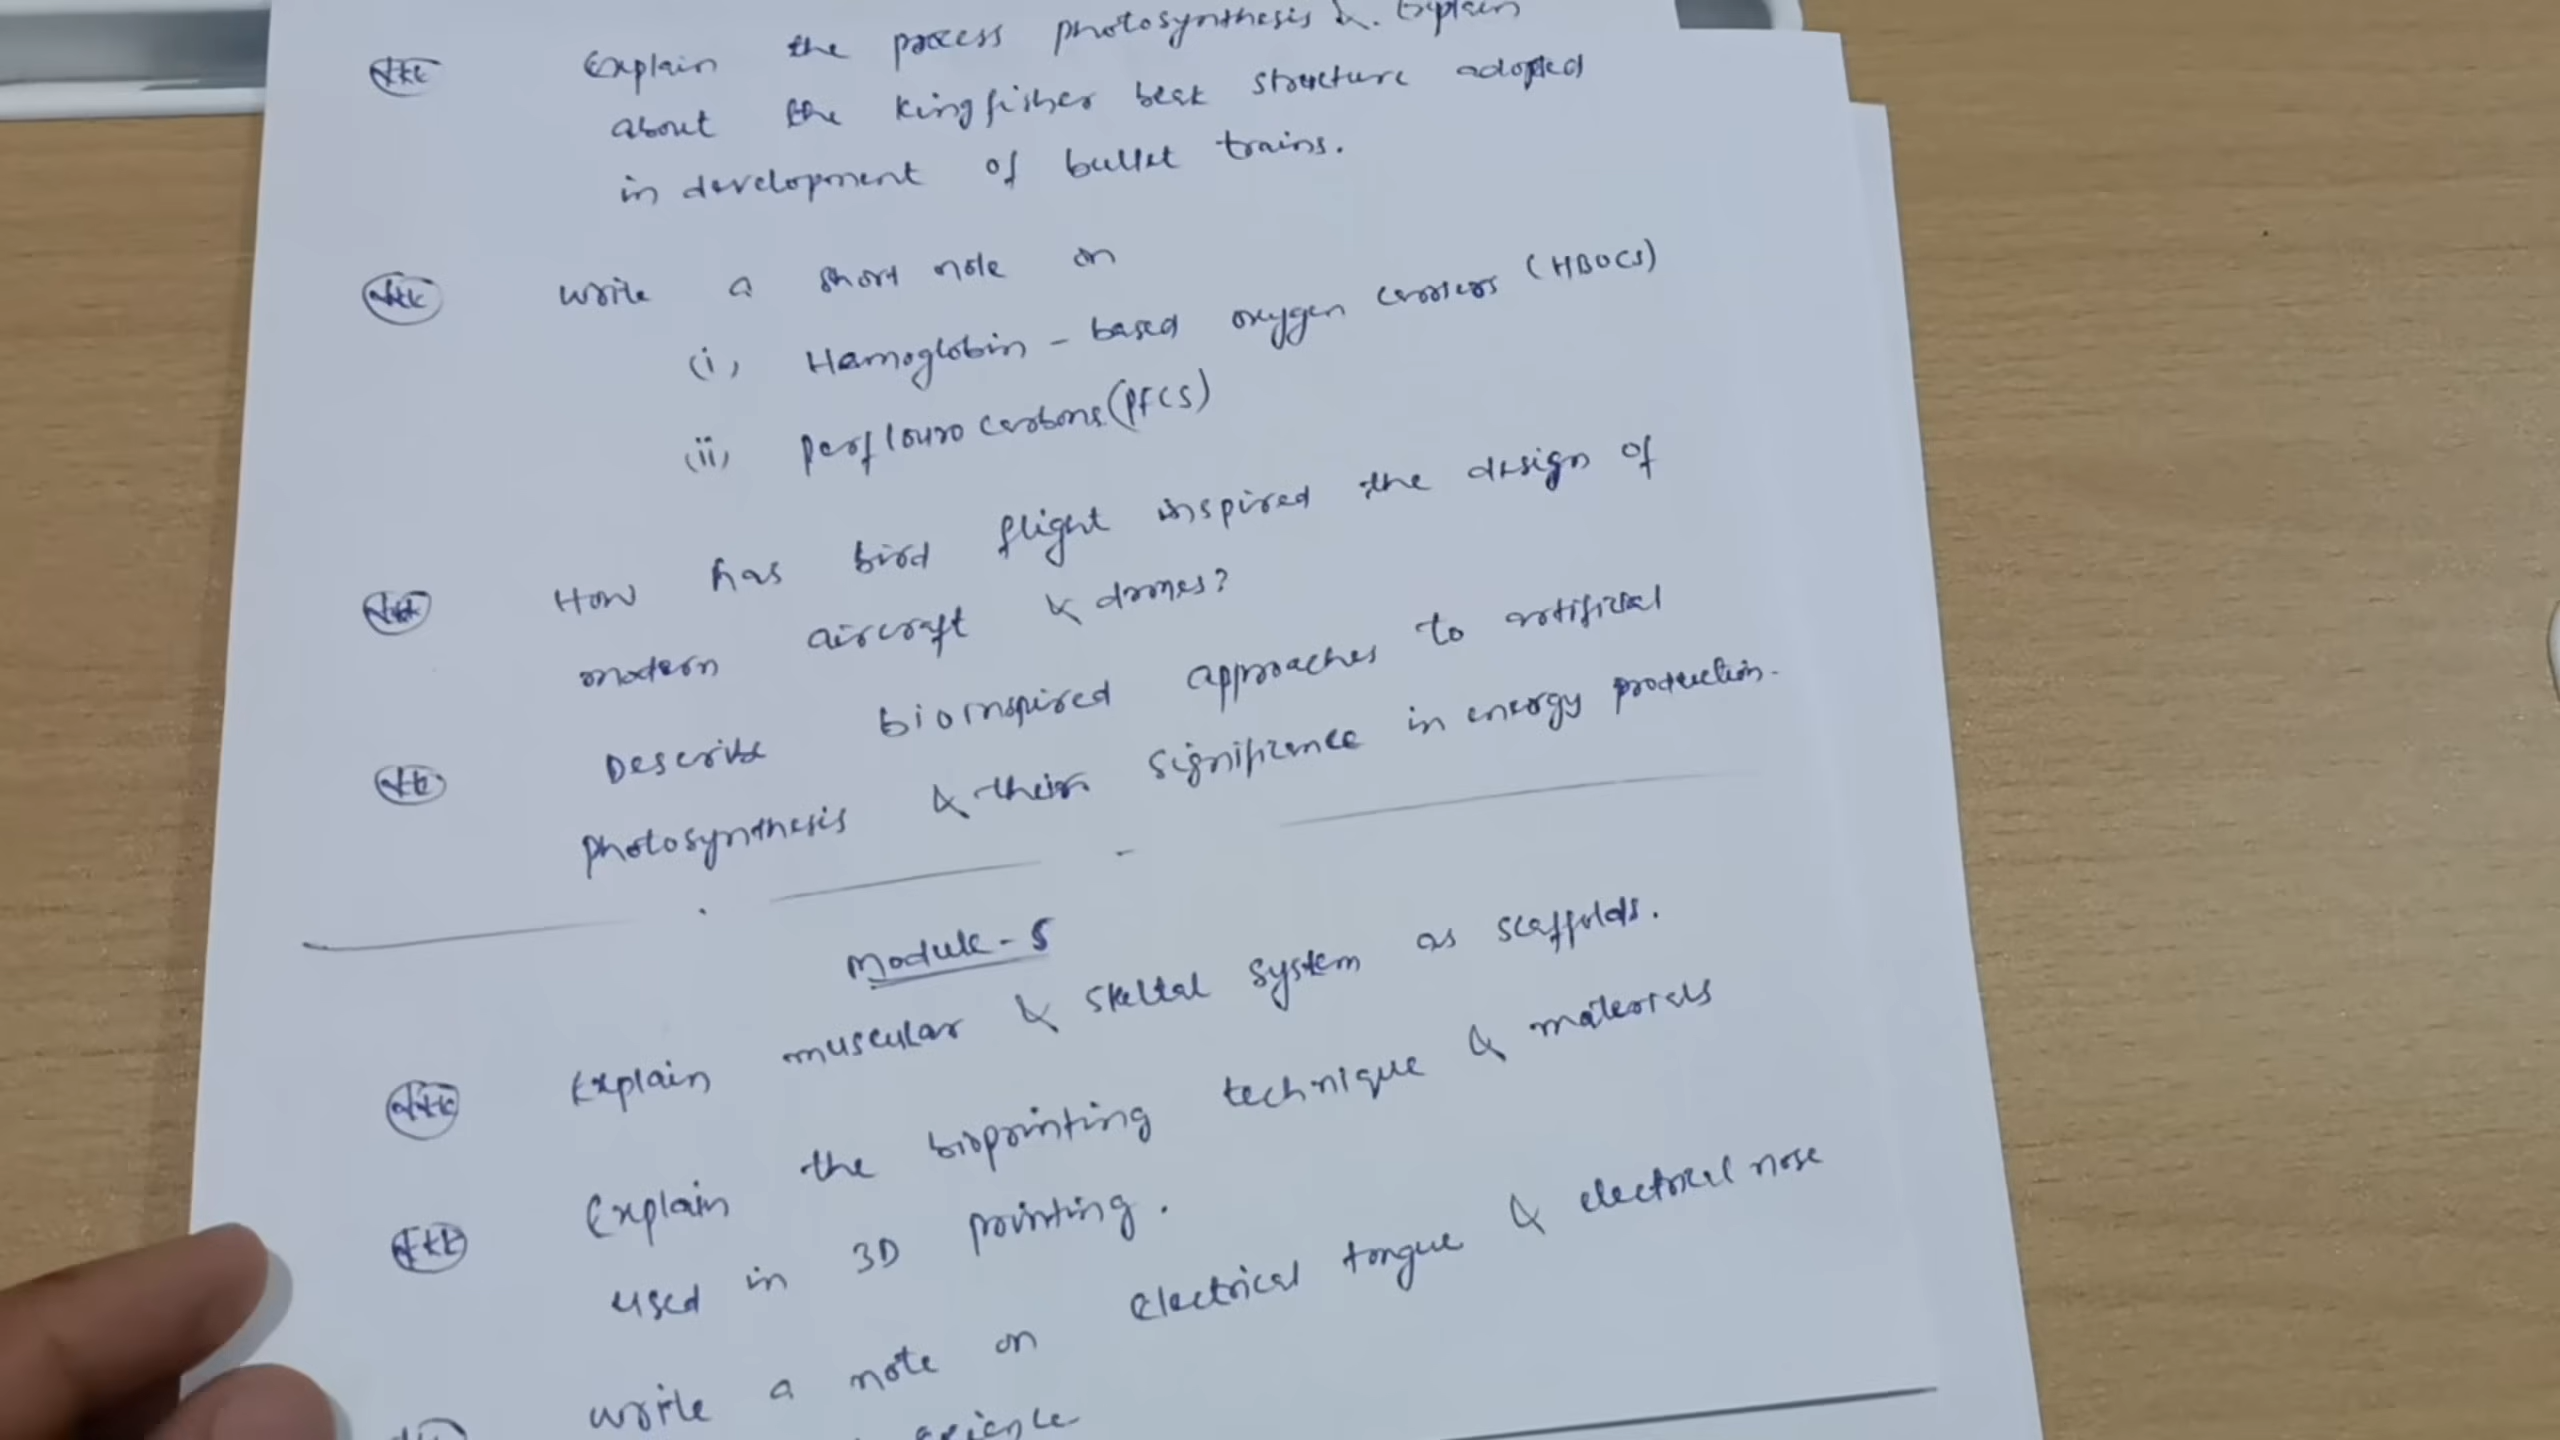 Explain the process photosynthesis &. Explain
about the kingfisher beak structure adopted
in development of bullet trains.
Write a short note on
(i) Hemoglobin - based oxygen carriers (HBOCS)
(ii) Perflouro carbons (PFCS)
How has bird flight inspired the design of
modern aircraft & drones?
Describe bioinspired approaches to artificial
photosynthesis & their significance in energy production.
Module - 5
Explain muscular & skeltal system as scaffolds.
Explain the bioprinting technique & materials
used in 3D printing.
Write a note on electrical tongue & electrical nose
science